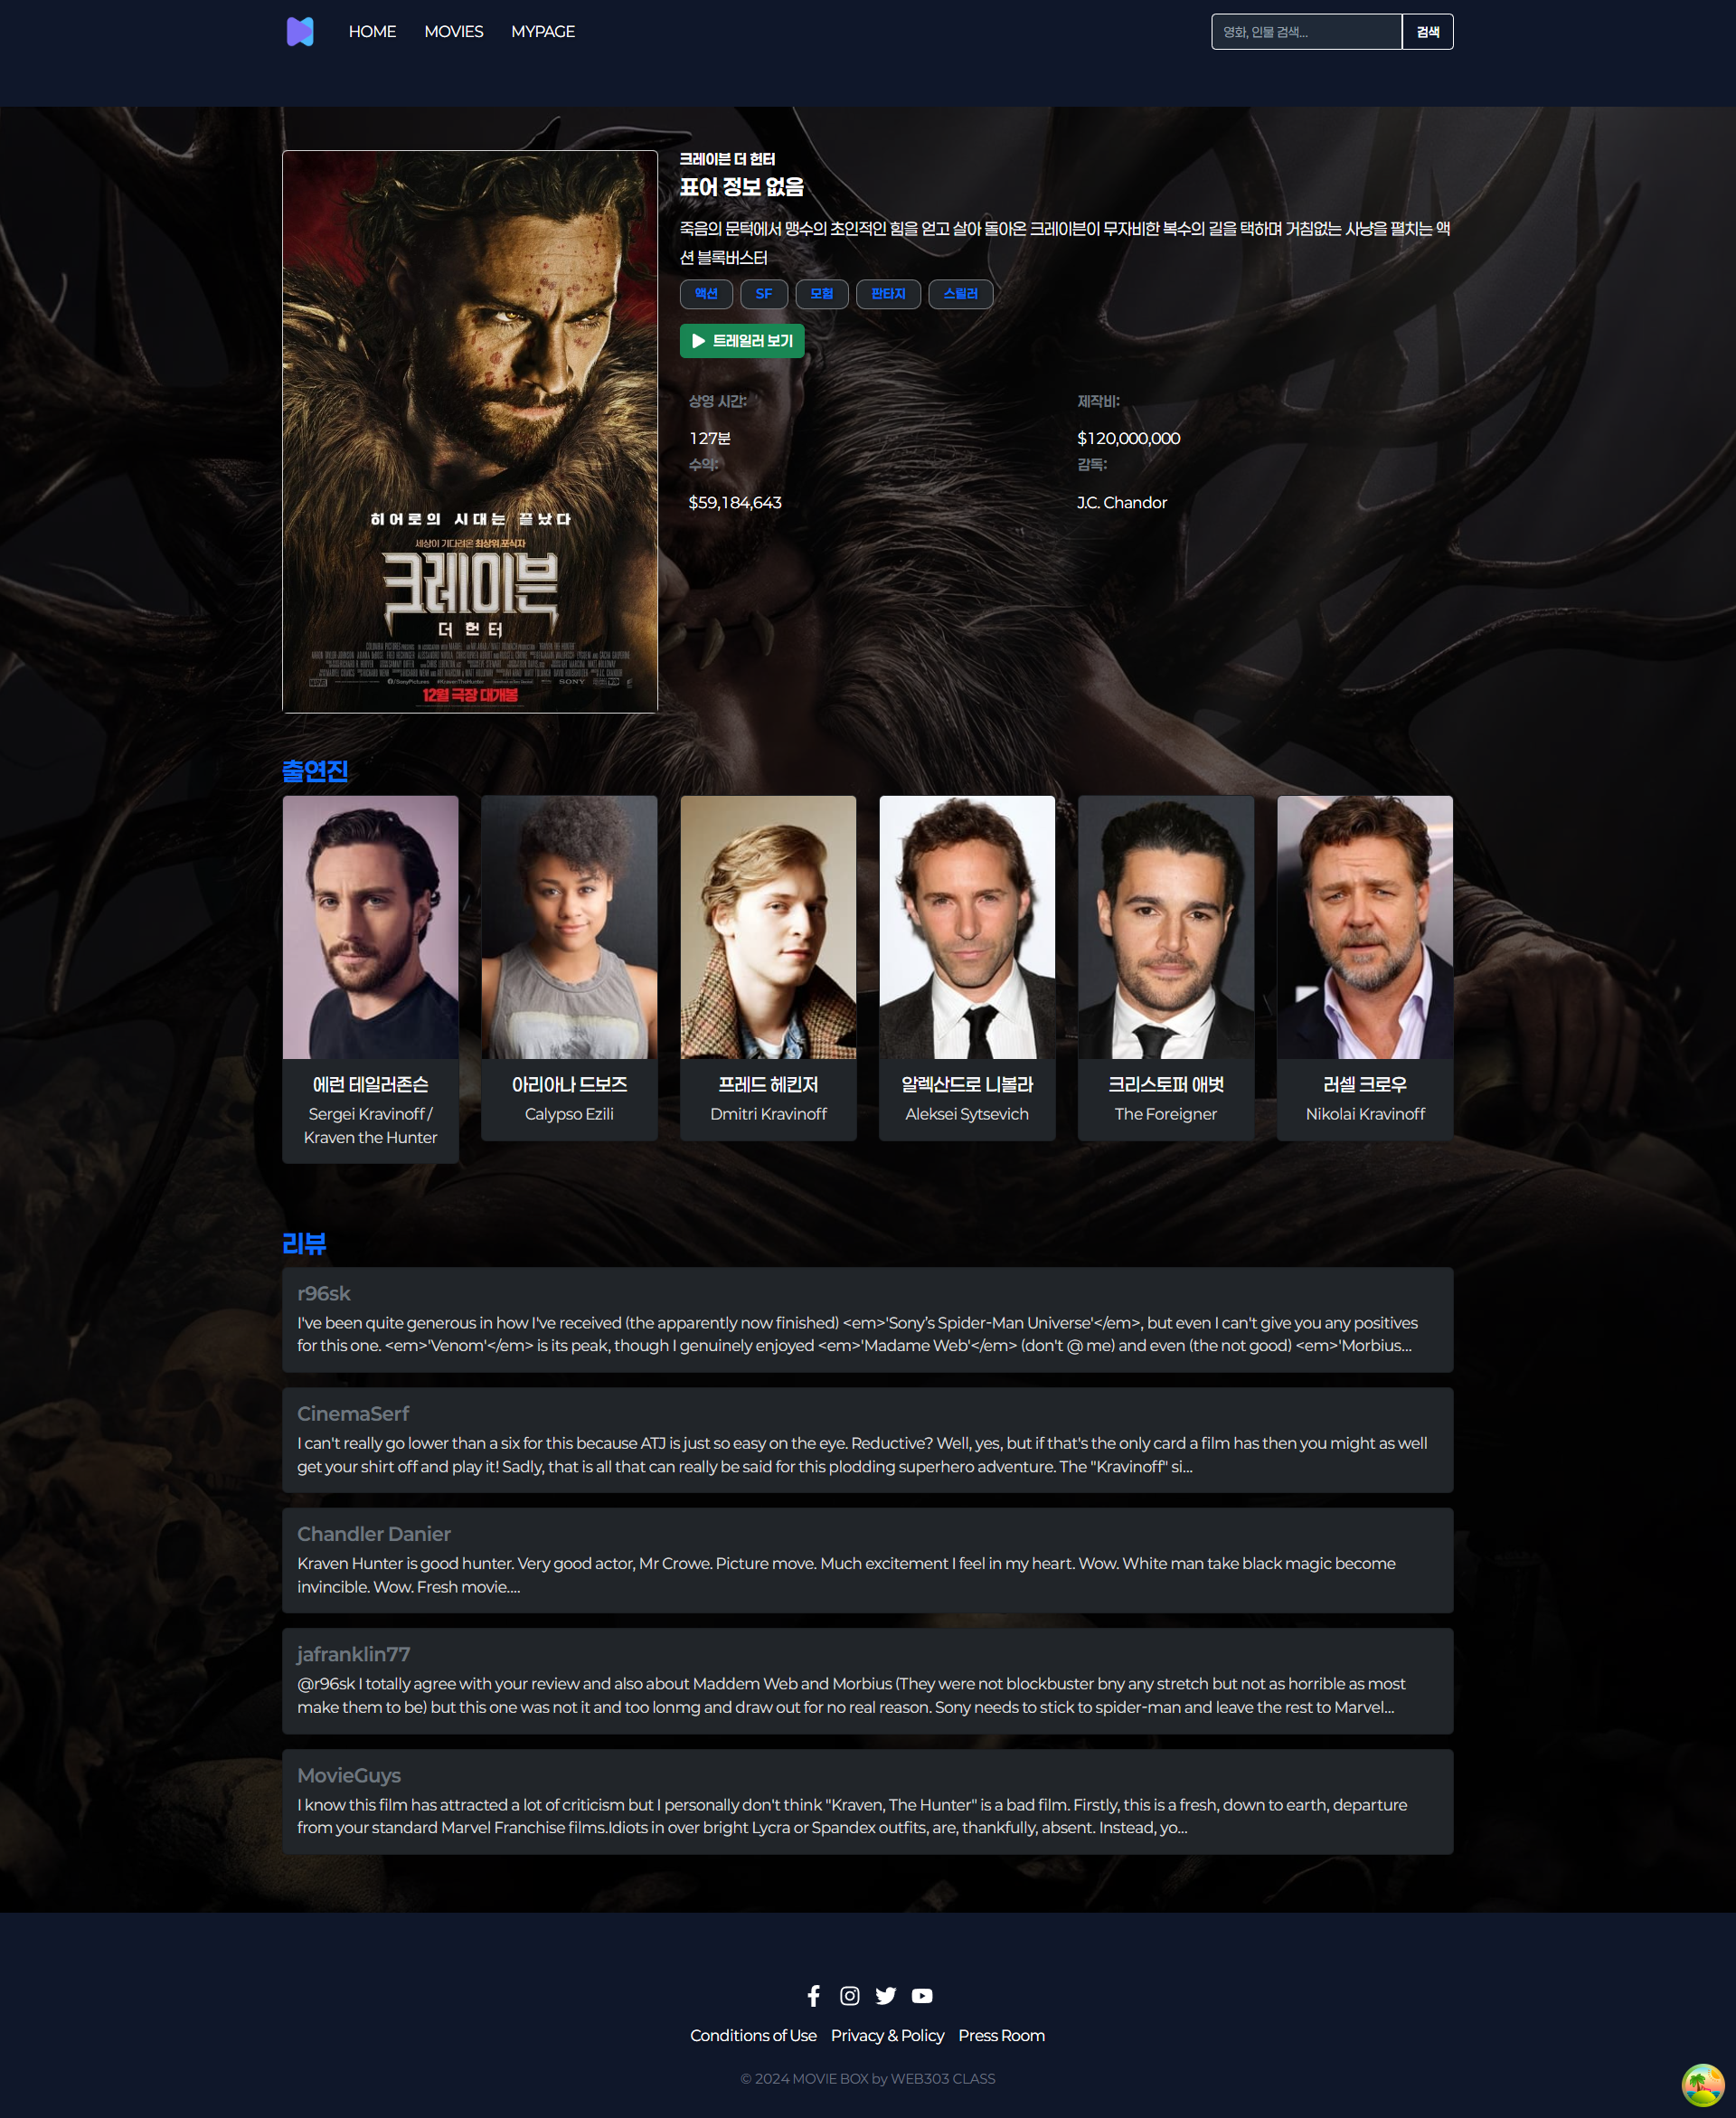 HOME MOVIES MYPAGE
영화, 인물 검색...
검색
크레이븐 더 헌터
표어 정보 없음
죽음의 문턱에서 맹수의 초인적인 힘을 얻고 살아 돌아온 크레이븐이 무자비한 복수의 길을 택하며 거침없는 사냥을 펼치는 액
션 블록버스터
액션 SF 모험 판타지 스릴러
트레일러 보기
상영 시간:
127분
제작비:
$120,000,000
수익:
$59,184,643
감독:
J.C. Chandor
히어로의 시대는 끝났다
세상이 기다려온 최상위 포식자
크레이븐
더 헌터
12월 극장 대개봉
출연진
에런 테일러존슨
Sergei Kravinoff /
Kraven the Hunter
아리아나 드보즈
Calypso Ezili
프레드 헤킨저
Dmitri Kravinoff
알렉산드로 니볼라
Aleksei Sytsevich
크리스토퍼 애벗
The Foreigner
러셀 크로우
Nikolai Kravinoff
리뷰
r96sk
I've been quite generous in how I've received (the apparently now finished) <em>'Sony's Spider-Man Universe'</em>, but even I can't give you any positives
for this one. <em>'Venom'</em> is its peak, though I genuinely enjoyed <em>'Madame Web'</em> (don't @ me) and even (the not good) <em>'Morbius...
CinemaSerf
I can't really go lower than a six for this because ATJ is just so easy on the eye. Reductive? Well, yes, but if that's the only card a film has then you might as well
get your shirt off and play it! Sadly, that is all that can really be said for this plodding superhero adventure. The "Kravinoff" si...
Chandler Danier
Kraven Hunter is good hunter. Very good actor, Mr Crowe. Picture move. Much excitement I feel in my heart. Wow. White man take black magic become
invincible. Wow. Fresh movie....
jafranklin77
@r96sk I totally agree with your review and also about Maddem Web and Morbius (They were not blockbuster bny any stretch but not as horrible as most
make them to be) but this one was not it and too lonmg and draw out for no real reason. Sony needs to stick to spider-man and leave the rest to Marvel...
MovieGuys
I know this film has attracted a lot of criticism but I personally don't think "Kraven, The Hunter" is a bad film. Firstly, this is a fresh, down to earth, departure
from your standard Marvel Franchise films.Idiots in over bright Lycra or Spandex outfits, are, thankfully, absent. Instead, yo...
Conditions of Use Privacy & Policy Press Room
© 2024 MOVIE BOX by WEB303 CLASS